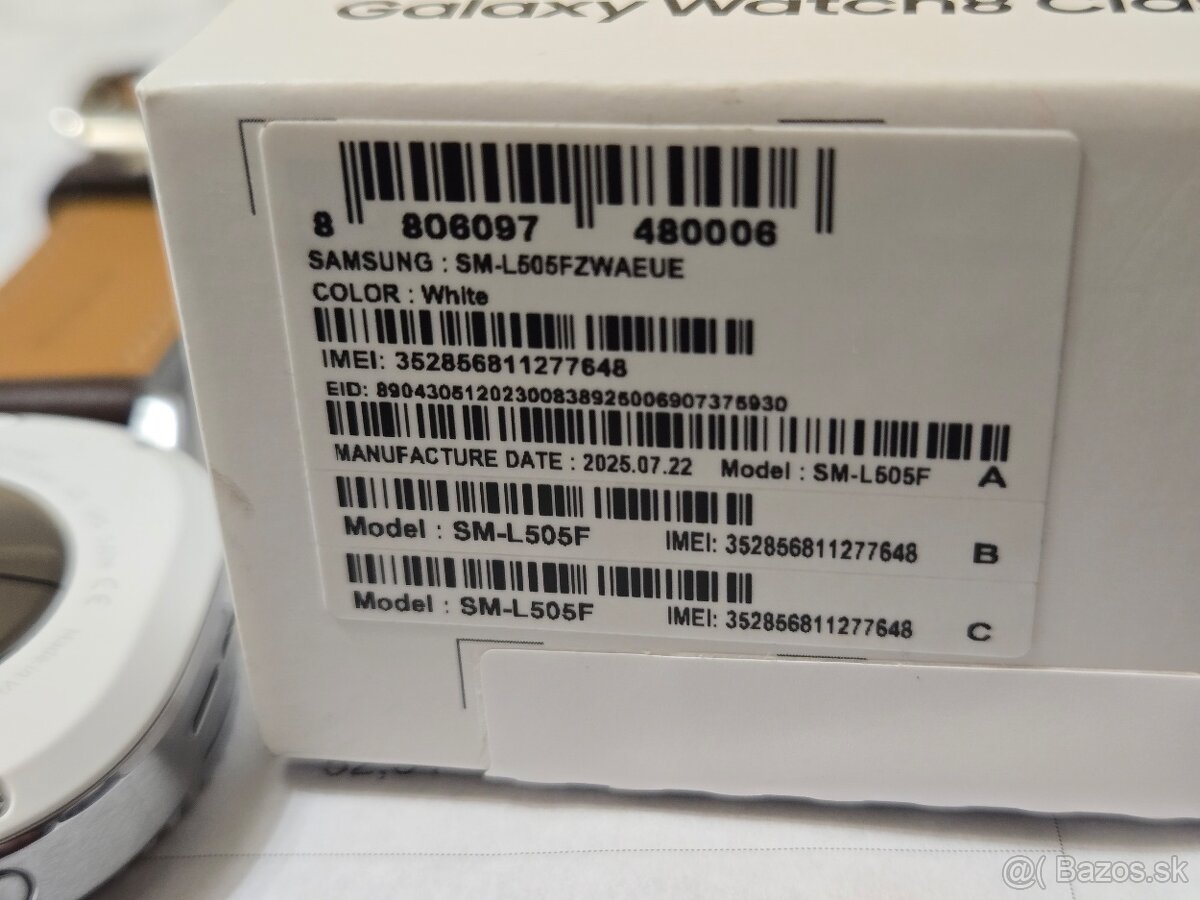 Galaxy Watch8 Cla
8 806097 480006
SAMSUNG : SM-L505FZWAEUE
COLOR : White
IMEI: 352856811277648
EID: 89043051202300838925006907375930
MANUFACTURE DATE : 2025.07.22 Model : SM-L505F A
Model : SM-L505F IMEI: 352856811277648 B
Model : SM-L505F IMEI: 352856811277648 C
@( Bazos.sk